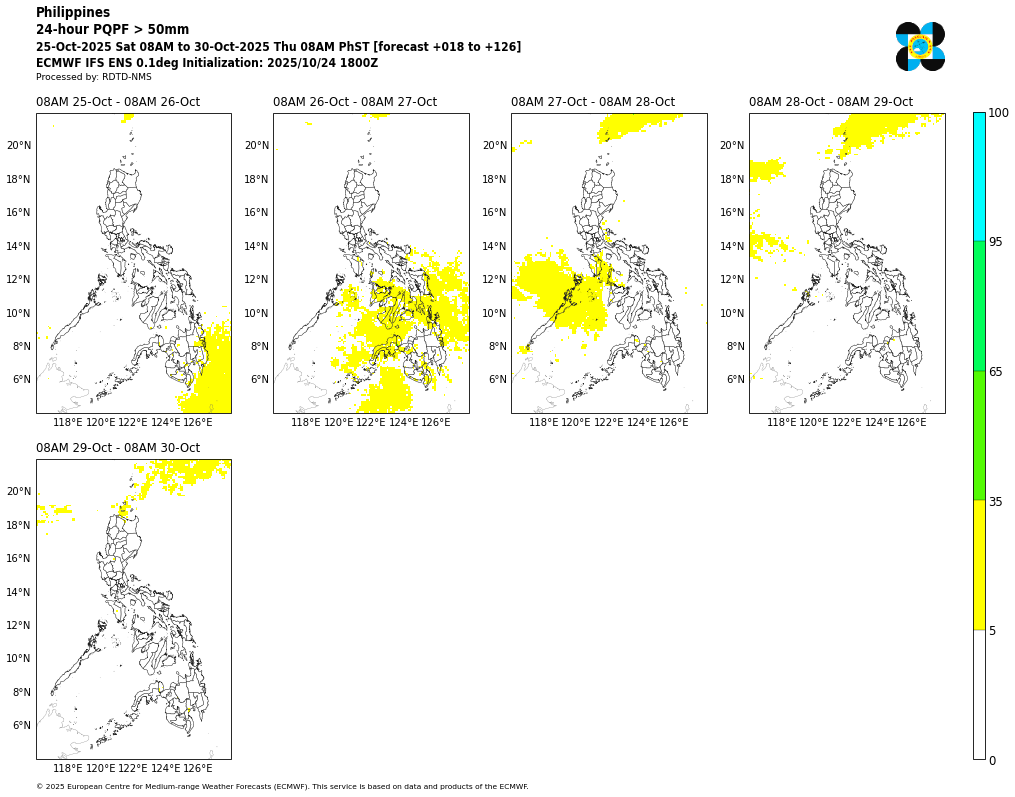 Philippines
24-hour PQPF > 50mm
25-Oct-2025 Sat 08AM to 30-Oct-2025 Thu 08AM PhST [forecast +018 to +126]
ECMWF IFS ENS 0.1deg Initialization: 2025/10/24 1800Z
Processed by: RDTD-NMS
08AM 25-Oct - 08AM 26-Oct
08AM 26-Oct - 08AM 27-Oct
08AM 27-Oct - 08AM 28-Oct
08AM 28-Oct - 08AM 29-Oct
20°N 20°N 20°N 20°N
18°N 18°N 18°N 18°N
16°N 16°N 16°N 16°N
14°N 14°N 14°N 14°N
12°N 12°N 12°N 12°N
10°N 10°N 10°N 10°N
8°N 8°N 8°N 8°N
6°N 6°N 6°N 6°N
118°E 120°E 122°E 124°E 126°E 118°E 120°E 122°E 124°E 126°E 118°E 120°E 122°E 124°E 126°E 118°E 120°E 122°E 124°E 126°E
08AM 29-Oct - 08AM 30-Oct
20°N
18°N
16°N
14°N
12°N
10°N
8°N
6°N
118°E 120°E 122°E 124°E 126°E
100
95
65
35
5
0
© 2025 European Centre for Medium-range Weather Forecasts (ECMWF). This service is based on data and products of the ECMWF.